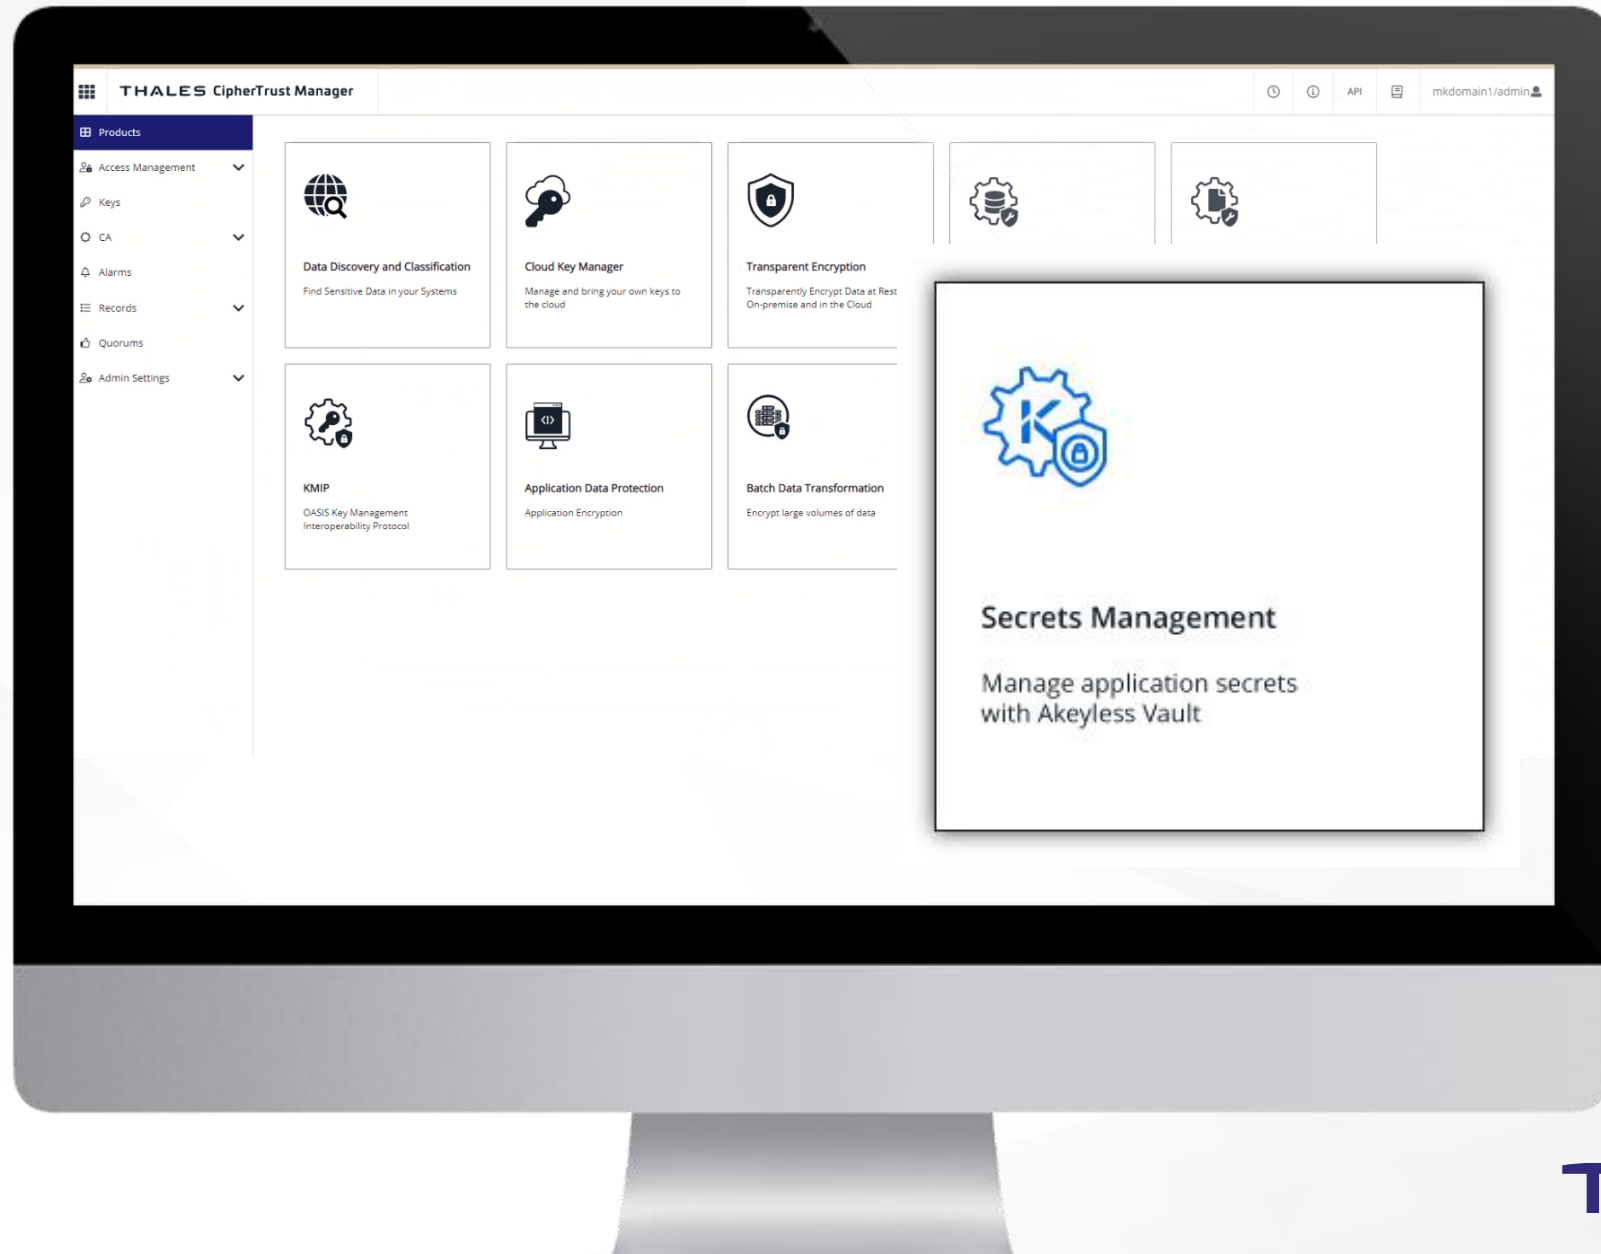 THALES CipherTrust Manager
API
mkdomain1/admin
Products
Access Management
Keys
CA
Alarms
Records
Quorums
Admin Settings
Data Discovery and Classification
Find Sensitive Data in your Systems
Cloud Key Manager
Manage and bring your own keys to
the cloud
Transparent Encryption
Transparently Encrypt Data at Rest
On-premise and in the Cloud
KMIP
OASIS Key Management
Interoperability Protocol
Application Data Protection
Application Encryption
Batch Data Transformation
Encrypt large volumes of data
K
Secrets Management
Manage application secrets
with Akeyless Vault
T